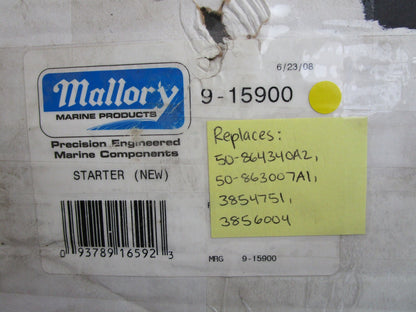 6/23/08
Mallory
MARINE PRODUCTS
9-15900
Precision Engineered
Marine Components
STARTER (NEW)
Replaces:
50-864340A2,
50-863007A1,
3854751,
3856004
0 93789 16592 3
MRG 9-15900